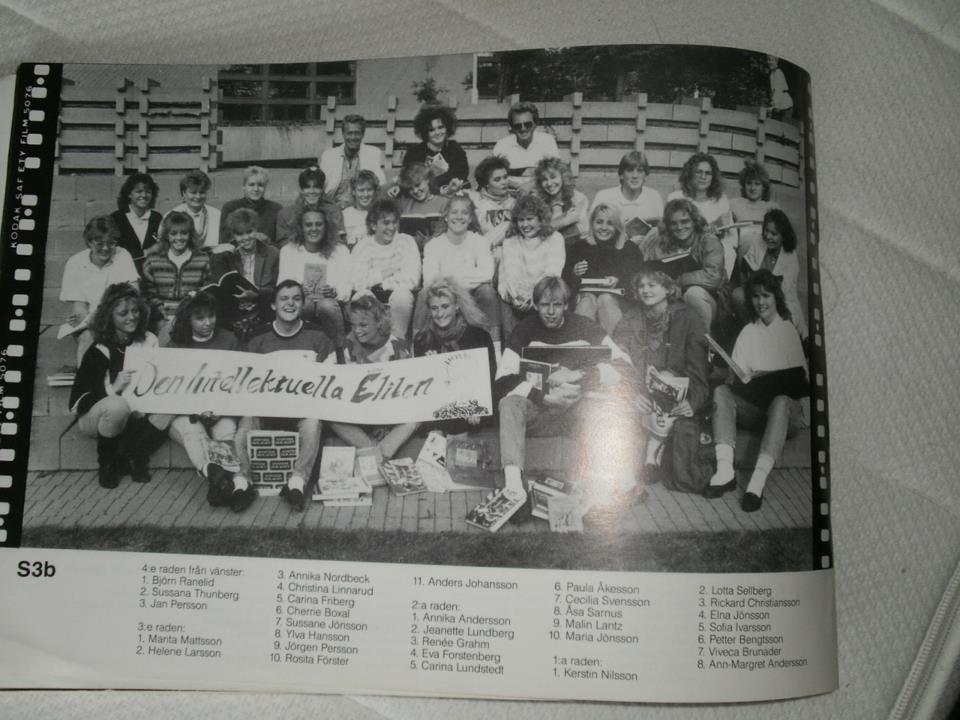 KODAK SAFETY FILM 5076
Den Intellektuella Eliten
S3b
4:e raden från vänster:
1. Björn Ranelid
2. Sussana Thunberg
3. Jan Persson
3:e raden:
1. Marita Mattsson
2. Helene Larsson
3. Annika Nordbeck
4. Christina Linnarud
5. Carina Friberg
6. Cherrie Boxal
7. Sussane Jönsson
8. Ylva Hansson
9. Jörgen Persson
10. Rosita Förster
11. Anders Johansson
2:a raden:
1. Annika Andersson
2. Jeanette Lundberg
3. Renée Grahm
4. Eva Forstenberg
5. Carina Lundstedt
6. Paula Åkesson
7. Cecilia Svensson
8. Åsa Sarnus
9. Malin Lantz
10. Maria Jönsson
1:a raden:
1. Kerstin Nilsson
2. Lotta Sellberg
3. Rickard Christiansson
4. Elna Jönsson
5. Sofia Ivarsson
6. Petter Bengtsson
7. Viveca Brunader
8. Ann-Margret Andersson